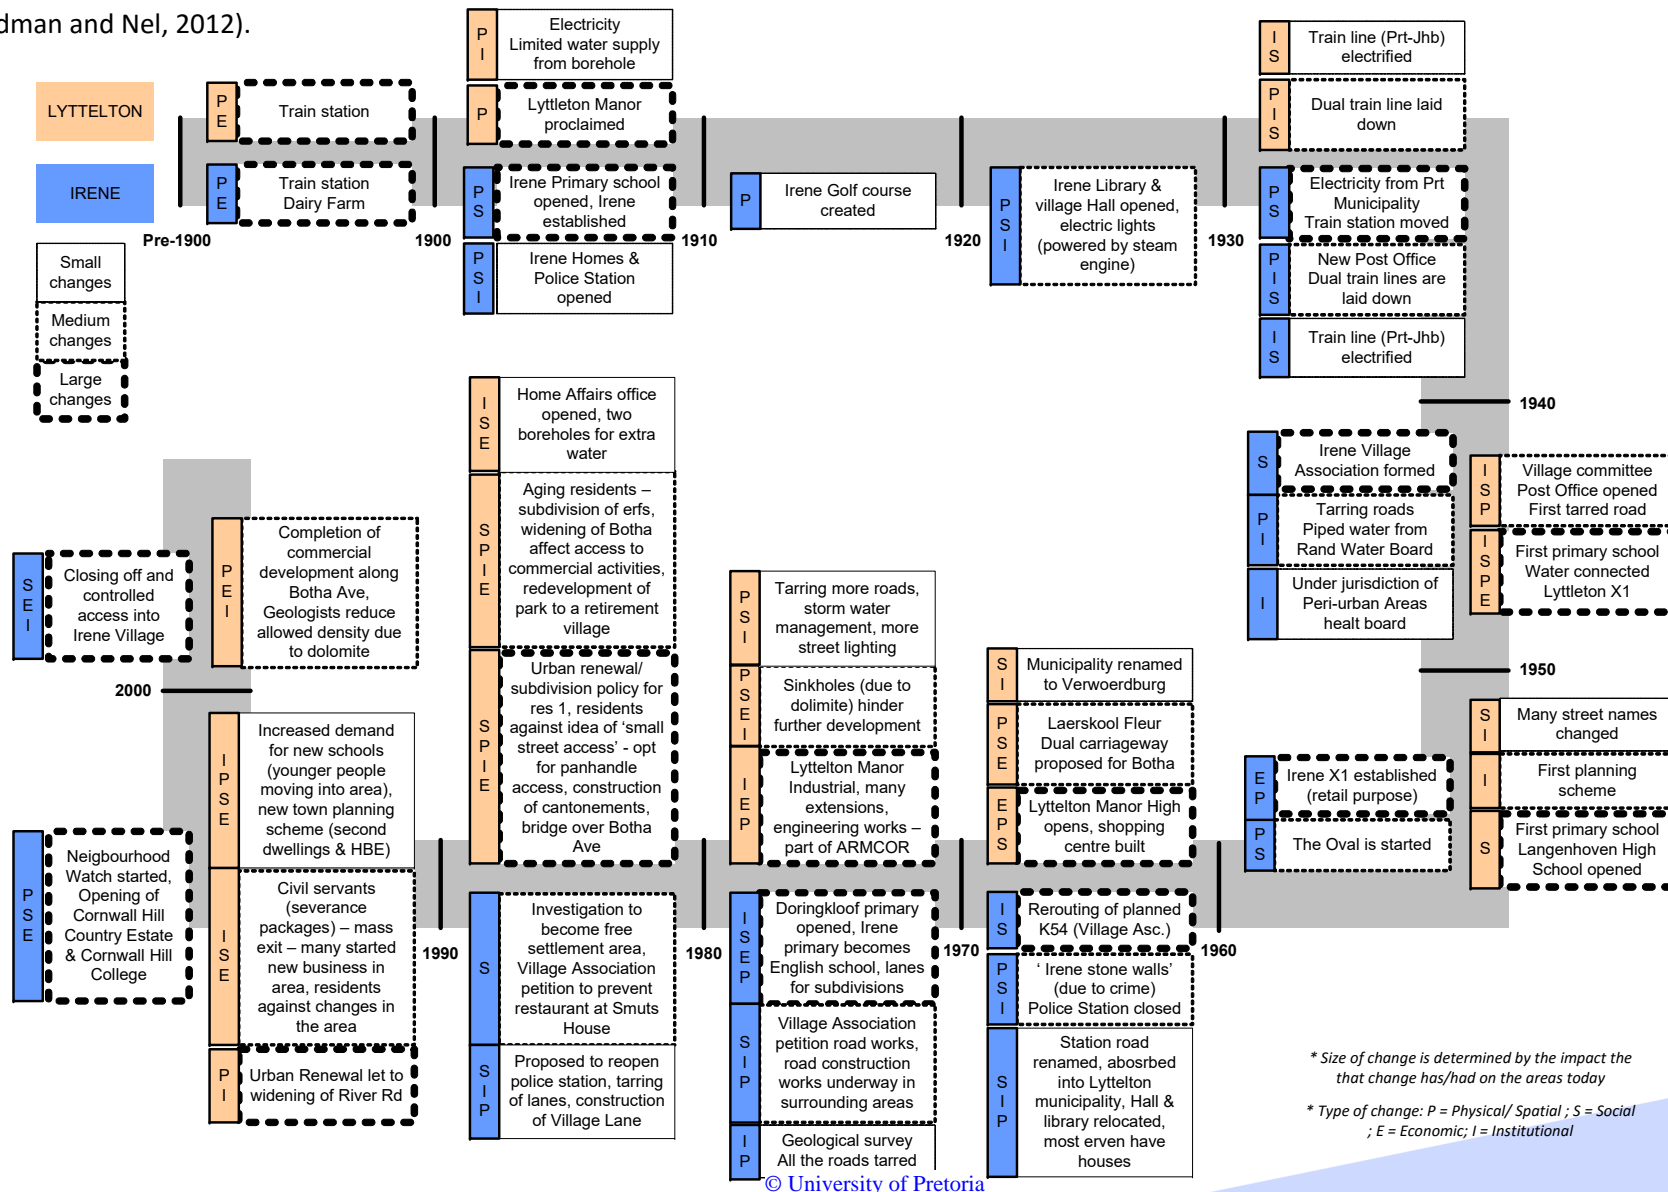 dman and Nel, 2012).
LYTTELTON
IRENE
Small
changes
Medium
changes
Large
changes
P
E
Train station
P
E
Train station
Dairy Farm
Pre-1900
1900
P
I
Electricity
Limited water supply
from borehole
P
Lyttleton Manor
proclaimed
P
S
Irene Primary school
opened, Irene
established
P
S
I
Irene Homes &
Police Station
opened
1910
P
Irene Golf course
created
1920
P
S
I
Irene Library &
village Hall opened,
electric lights
(powered by steam
engine)
1930
I
S
Train line (Prt-Jhb)
electrified
P
I
S
Dual train line laid
down
P
S
Electricity from Prt
Municipality
Train station moved
P
I
S
New Post Office
Dual train lines are
laid down
I
S
Train line (Prt-Jhb)
electrified
1940
S
Irene Village
Association formed
P
I
Tarring roads
Piped water from
Rand Water Board
I
Under jurisdiction of
Peri-urban Areas
healt board
I
S
P
Village committee
Post Office opened
First tarred road
I
S
P
E
First primary school
Water connected
Lyttleton X1
1950
S
I
Many street names
changed
I
First planning
scheme
S
First primary school
Langenhoven High
School opened
E
P
Irene X1 established
(retail purpose)
P
S
The Oval is started
1960
S
I
Municipality renamed
to Verwoerdburg
P
S
E
Laerskool Fleur
Dual carriageway
proposed for Botha
E
P
S
Lyttelton Manor High
opens, shopping
centre built
I
S
Rerouting of planned
K54 (Village Asc.)
P
S
I
‘ Irene stone walls’
(due to crime)
Police Station closed
S
I
P
Station road
renamed, abosrbed
into Lyttelton
municipality, Hall &
library relocated,
most erven have
houses
1970
P
S
I
Tarring more roads,
storm water
management, more
street lighting
P
S
E
I
Sinkholes (due to
dolimite) hinder
further development
I
E
P
Lyttelton Manor
Industrial, many
extensions,
engineering works –
part of ARMCOR
I
S
E
P
Doringkloof primary
opened, Irene
primary becomes
English school, lanes
for subdivisions
S
I
P
Village Association
petition road works,
road construction
works underway in
surrounding areas
I
P
Geological survey
All the roads tarred
1980
I
S
E
Home Affairs office
opened, two
boreholes for extra
water
S
P
I
E
Aging residents –
subdivision of erfs,
widening of Botha
affect access to
commercial activities,
redevelopment of
park to a retirement
village
S
P
I
E
Urban renewal/
subdivision policy for
res 1, residents
against idea of ‘small
street access’ - opt
for panhandle
access, construction
of cantonements,
bridge over Botha
Ave
S
Investigation to
become free
settlement area,
Village Association
petition to prevent
restaurant at Smuts
House
S
I
P
Proposed to reopen
police station, tarring
of lanes, construction
of Village Lane
1990
I
P
S
E
Increased demand
for new schools
(younger people
moving into area),
new town planning
scheme (second
dwellings & HBE)
I
S
E
Civil servants
(severance
packages) – mass
exit – many started
new business in
area, residents
against changes in
the area
P
I
Urban Renewal let to
widening of River Rd
P
S
E
Neigbourhood
Watch started,
Opening of
Cornwall Hill
Country Estate
& Cornwall Hill
College
2000
P
E
I
Completion of
commercial
development along
Botha Ave,
Geologists reduce
allowed density due
to dolomite
S
E
I
Closing off and
controlled
access into
Irene Village
* Size of change is determined by the impact the
that change has/had on the areas today
* Type of change: P = Physical/ Spatial ; S = Social
; E = Economic; I = Institutional
© University of Pretoria